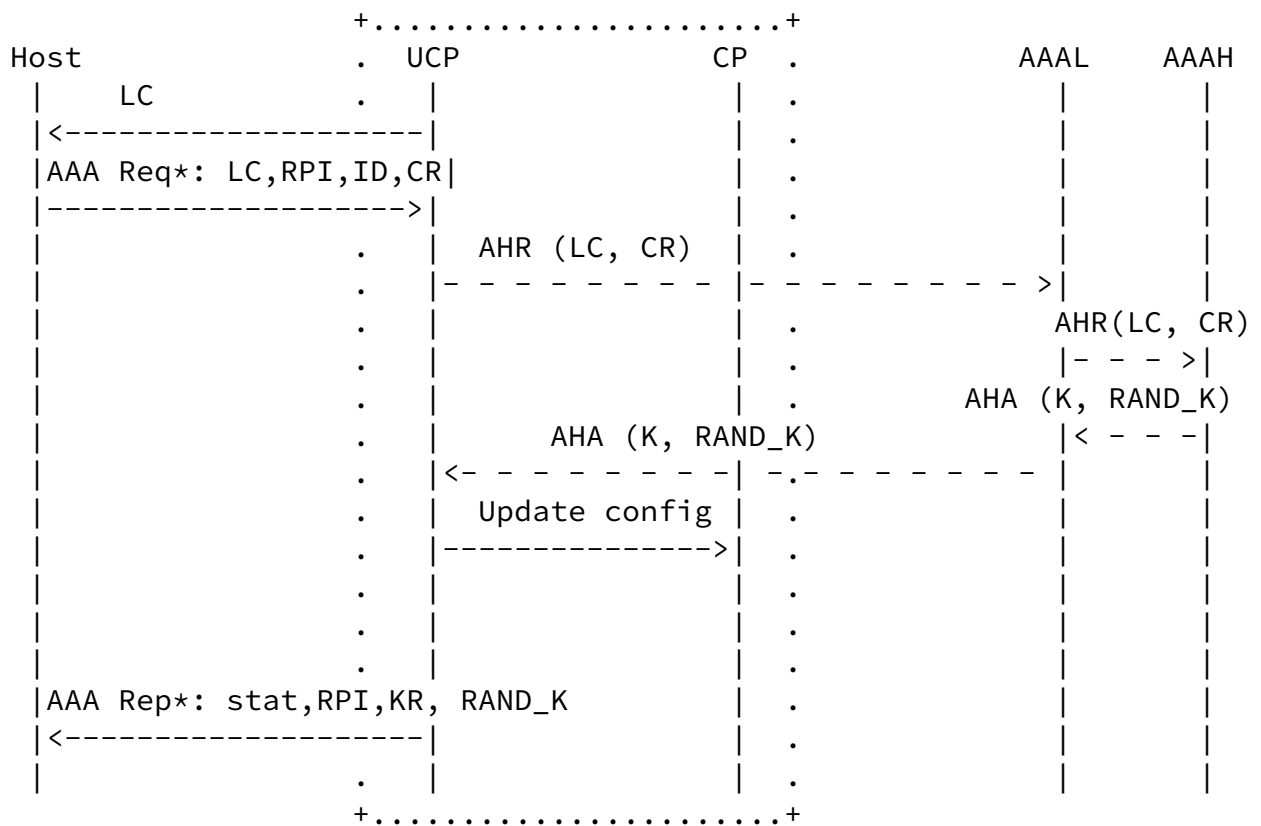 Host UCP CP AAAL AAAH
LC
AAA Req*: LC,RPI,ID,CR
AHR (LC, CR)
AHR(LC, CR)
AHA (K, RAND_K)
AHA (K, RAND_K)
Update config
AAA Rep*: stat,RPI,KR, RAND_K